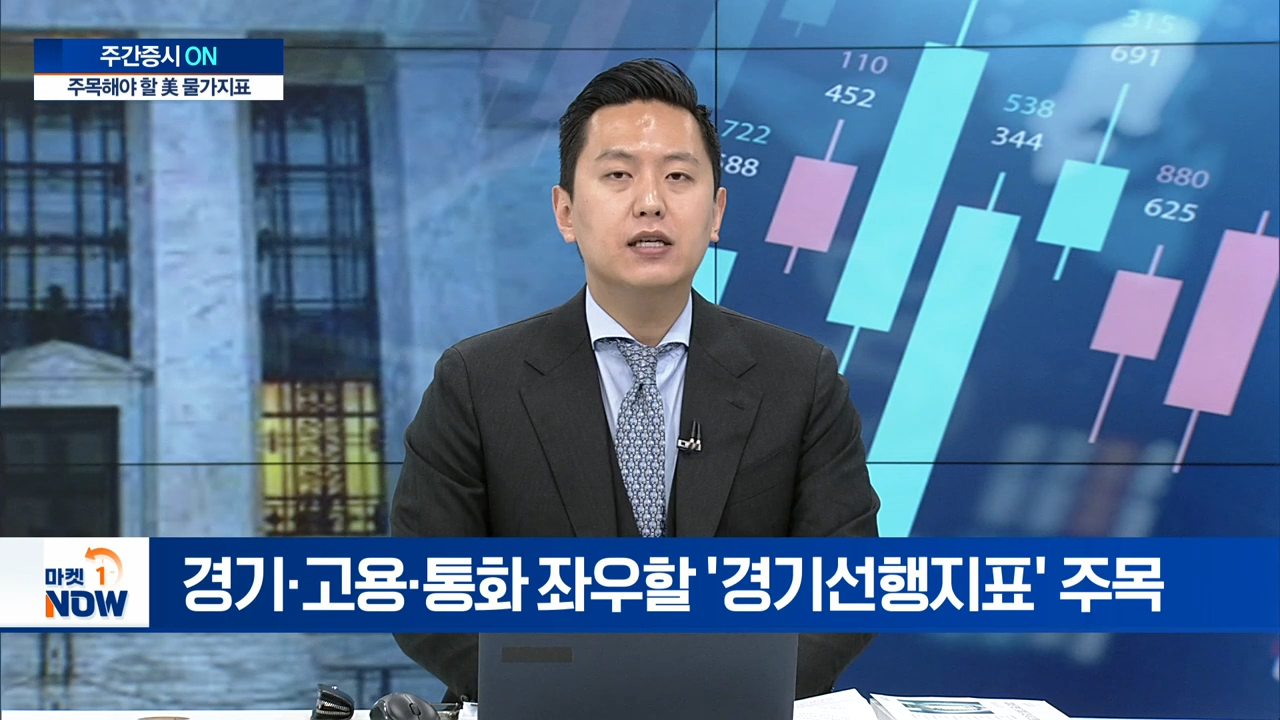 주간증시 ON
주목해야 할 美 물가지표
315
691
110
452
722
588
538
344
880
625
마켓 1
NOW
경기·고용·통화 좌우할 '경기선행지표' 주목